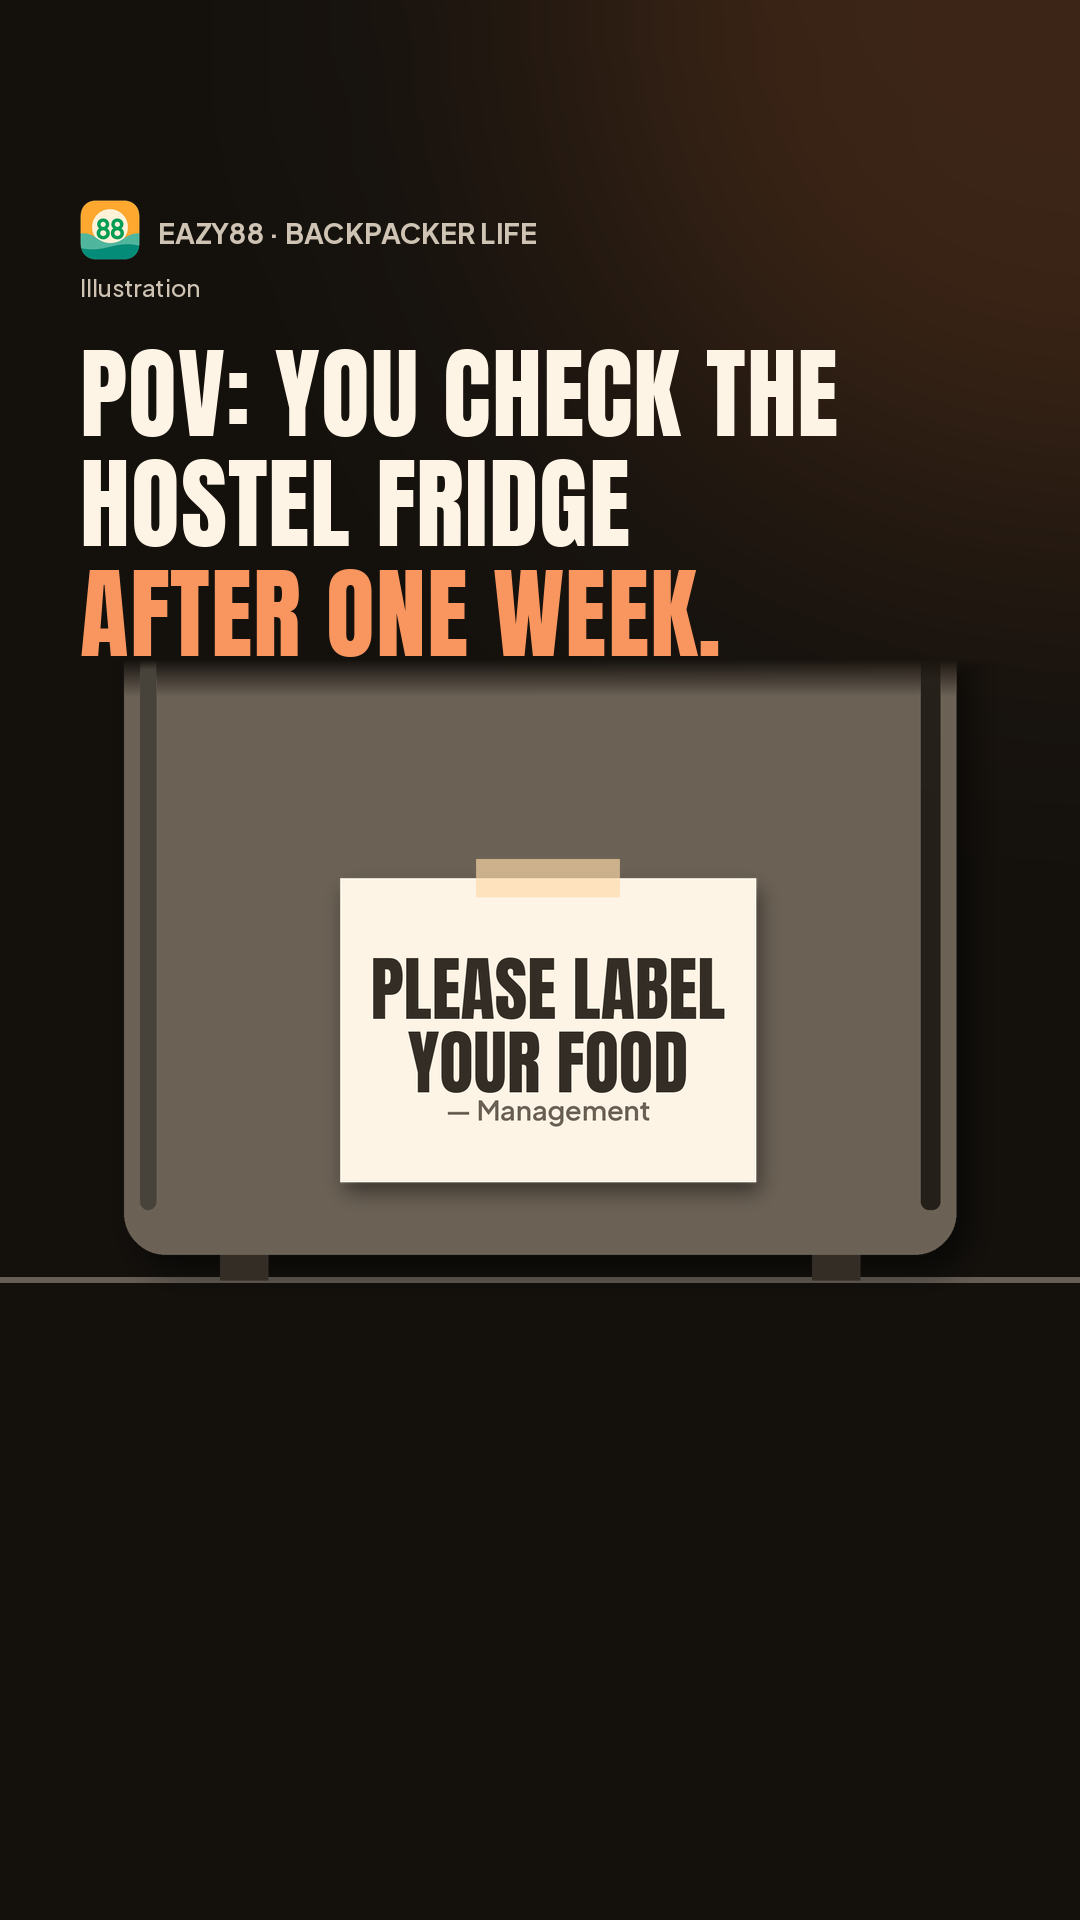 88
EAZY88 · BACKPACKER LIFE
Illustration
POV: YOU CHECK THE
HOSTEL FRIDGE
AFTER ONE WEEK.
PLEASE LABEL
YOUR FOOD
— Management